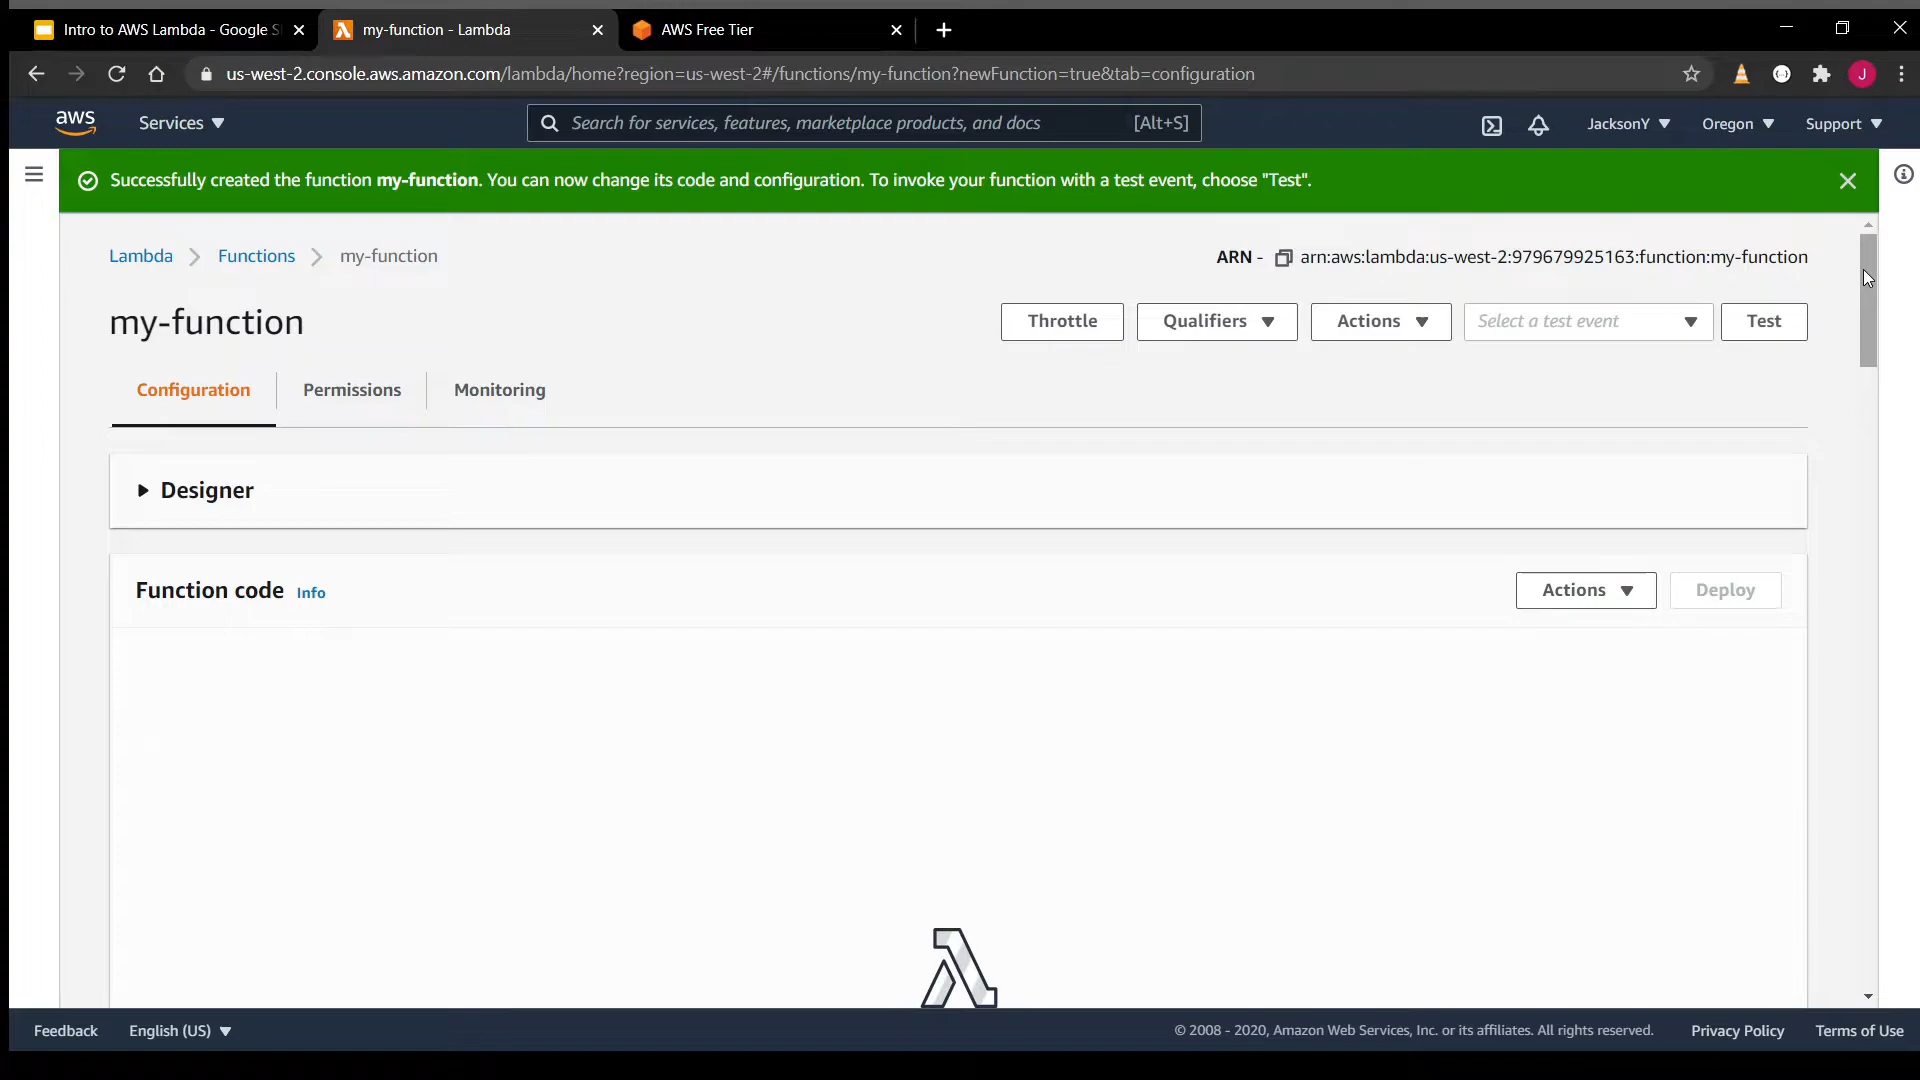 Intro to AWS Lambda - Google S
my-function - Lambda
AWS Free Tier
us-west-2.console.aws.amazon.com/lambda/home?region=us-west-2#/functions/my-function?newFunction=true&tab=configuration
J
aws
Services
Search for services, features, marketplace products, and docs
[Alt+S]
JacksonY
Oregon
Support
Successfully created the function my-function. You can now change its code and configuration. To invoke your function with a test event, choose "Test".
Lambda
Functions
my-function
ARN - arn:aws:lambda:us-west-2:979679925163:function:my-function
my-function
Throttle
Qualifiers
Actions
Select a test event
Test
Configuration
Permissions
Monitoring
Designer
Function code Info
Actions
Deploy
Feedback
English (US)
© 2008 - 2020, Amazon Web Services, Inc. or its affiliates. All rights reserved.
Privacy Policy
Terms of Use